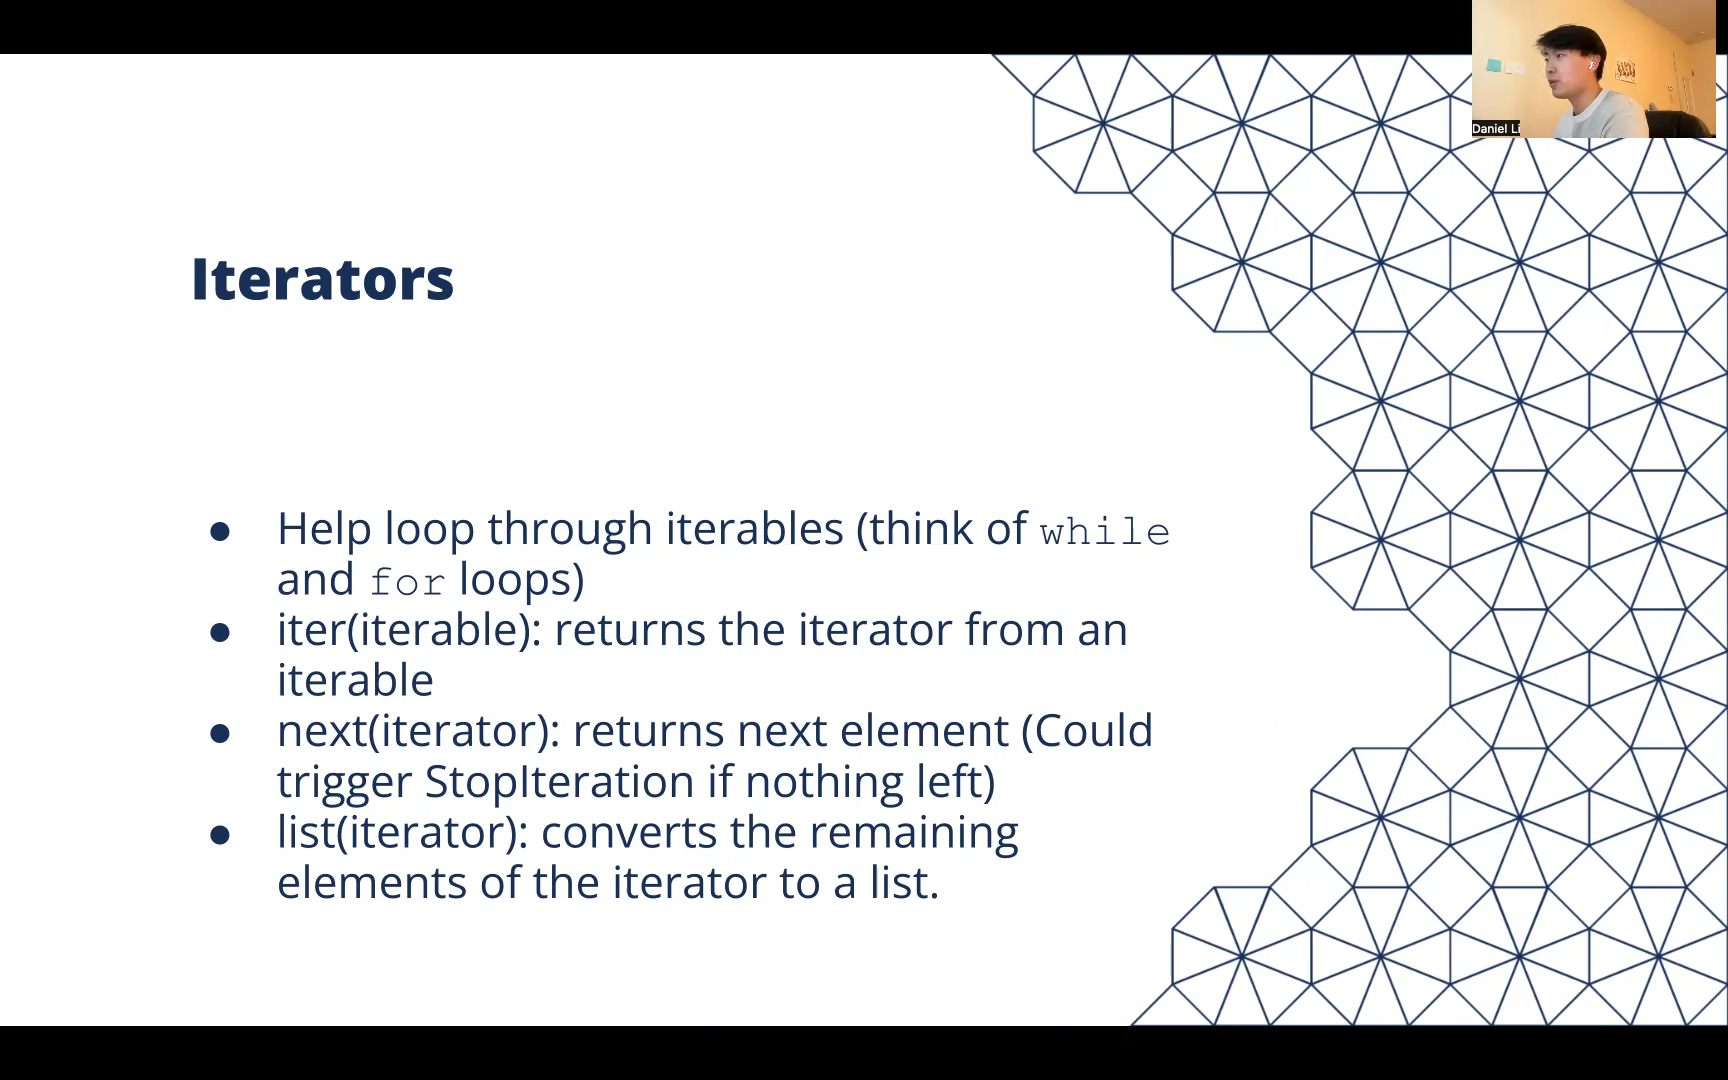 Daniel Li
Iterators
● Help loop through iterables (think of while
and for loops)
● iter(iterable): returns the iterator from an
iterable
● next(iterator): returns next element (Could
trigger StopIteration if nothing left)
● list(iterator): converts the remaining
elements of the iterator to a list.